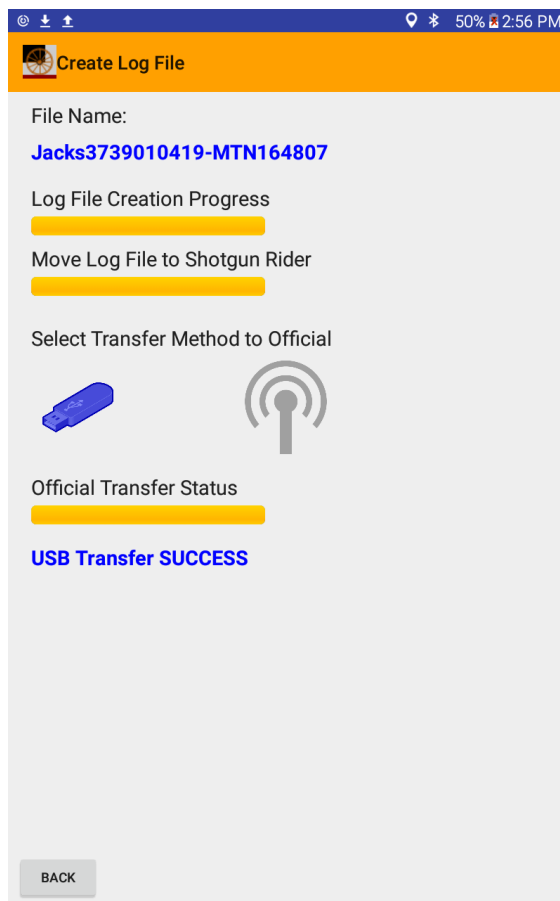 50% 2:56 PM
Create Log File
File Name:
Jacks3739010419-MTN164807
Log File Creation Progress
Move Log File to Shotgun Rider
Select Transfer Method to Official
Official Transfer Status
USB Transfer SUCCESS
BACK